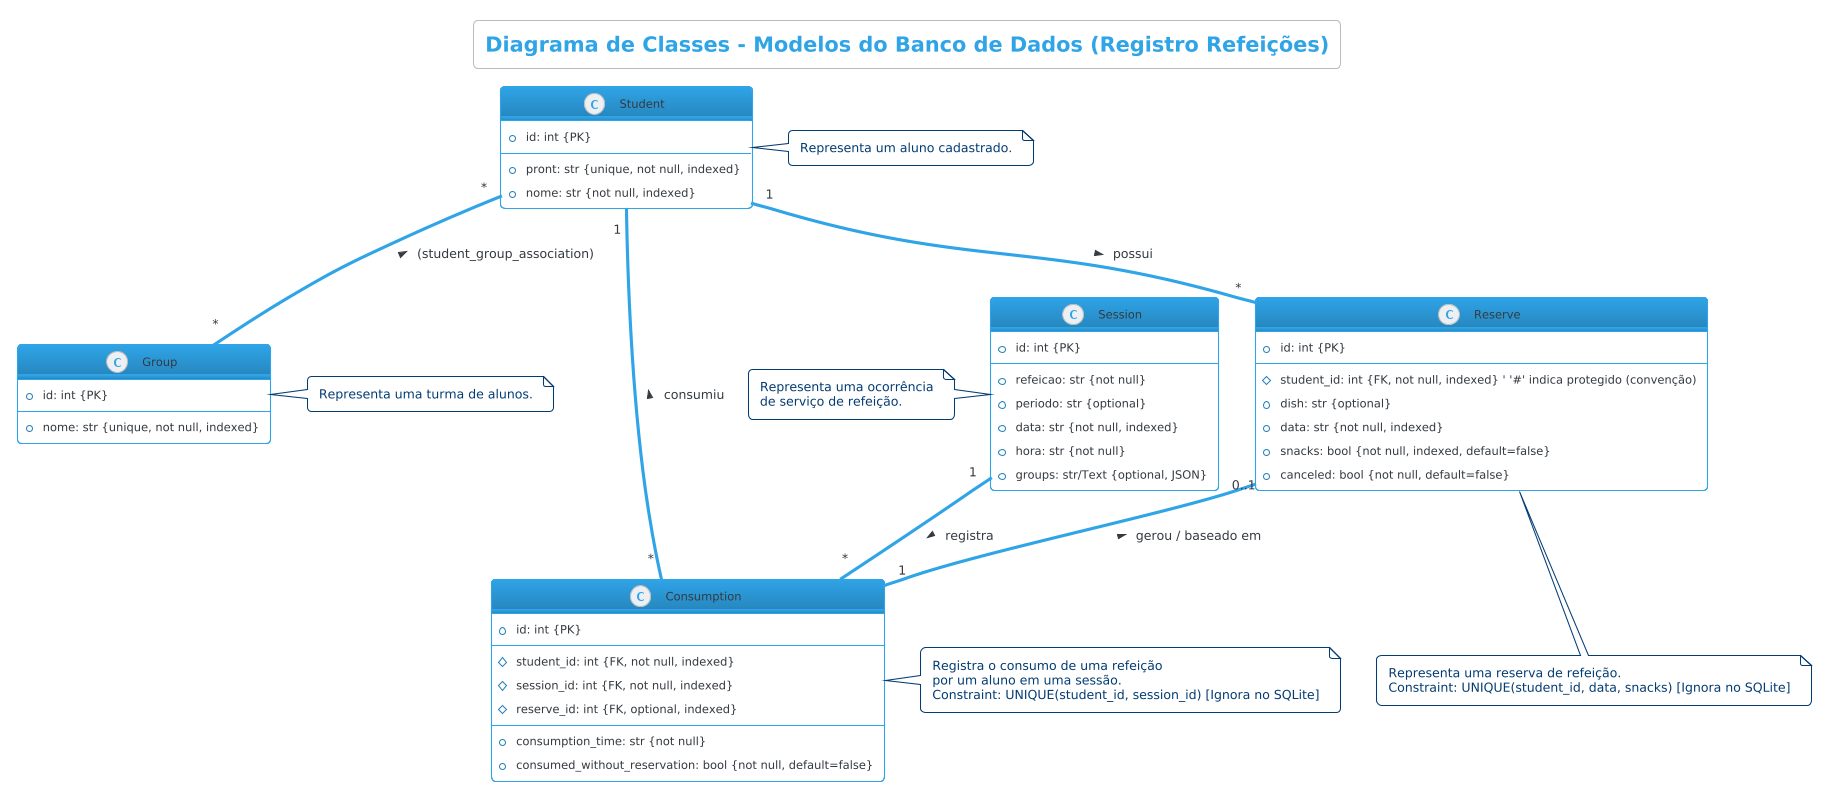 Diagrama de Classes - Modelos do Banco de Dados (Registro Refeições)
C Student
id: int {PK}
pront: str {unique, not null, indexed}
nome: str {not null, indexed}
Representa um aluno cadastrado.
*
1
1
(student_group_association)
possui
*
*
C Group
id: int {PK}
nome: str {unique, not null, indexed}
Representa uma turma de alunos.
consumiu
Representa uma ocorrência
de serviço de refeição.
C Session
id: int {PK}
refeicao: str {not null}
periodo: str {optional}
data: str {not null, indexed}
hora: str {not null}
groups: str/Text {optional, JSON}
C Reserve
id: int {PK}
student_id: int {FK, not null, indexed} ' '#' indica protegido (convenção)
dish: str {optional}
data: str {not null, indexed}
snacks: bool {not null, indexed, default=false}
canceled: bool {not null, default=false}
1
0..1
registra
gerou / baseado em
*
*
1
C Consumption
id: int {PK}
student_id: int {FK, not null, indexed}
session_id: int {FK, not null, indexed}
reserve_id: int {FK, optional, indexed}
consumption_time: str {not null}
consumed_without_reservation: bool {not null, default=false}
Registra o consumo de uma refeição
por um aluno em uma sessão.
Constraint: UNIQUE(student_id, session_id) [Ignora no SQLite]
Representa uma reserva de refeição.
Constraint: UNIQUE(student_id, data, snacks) [Ignora no SQLite]